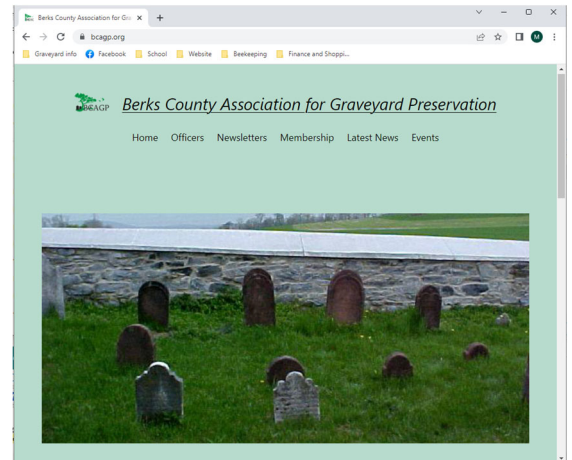 Berks County Association for Gra
bcagp.org
M
Graveyard info Facebook School Website Beekeeping Finance and Shoppi...
BCAGP Berks County Association for Graveyard Preservation
Home Officers Newsletters Membership Latest News Events